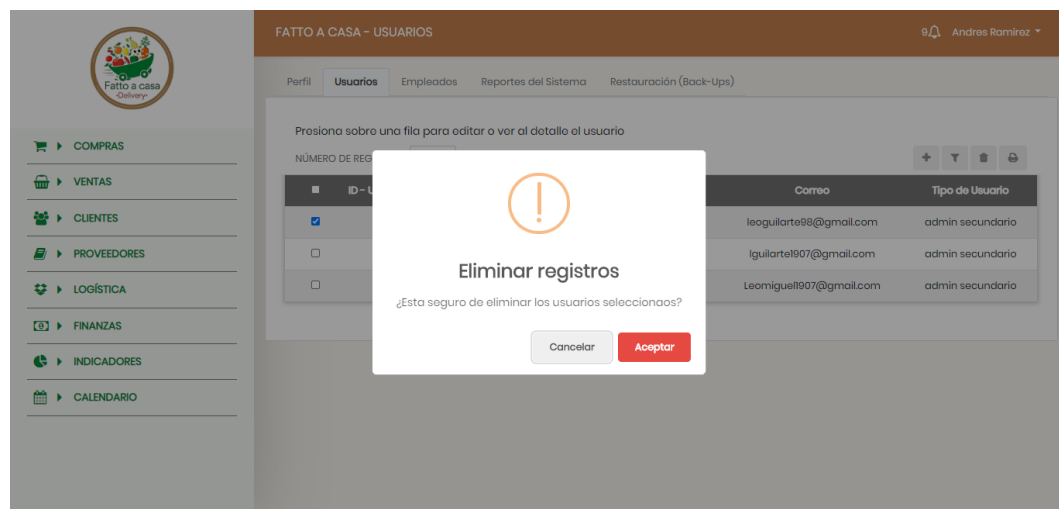 FATTO A CASA - USUARIOS
9 Andres Ramirez
Fatto a casa
-Delivery-
Perfil Usuarios Empleados Reportes del Sistema Restauración (Back-Ups)
Presiona sobre una fila para editar o ver al detalle el usuario
NÚMERO DE REG
ID - U Correo Tipo de Usuario
leoguilarte98@gmail.com admin secundario
lguilarte1907@gmail.com admin secundario
Leomiguel1907@gmail.com admin secundario
COMPRAS
VENTAS
CLIENTES
PROVEEDORES
LOGÍSTICA
FINANZAS
INDICADORES
CALENDARIO
Eliminar registros
¿Esta seguro de eliminar los usuarios seleccionaos?
Cancelar Aceptar